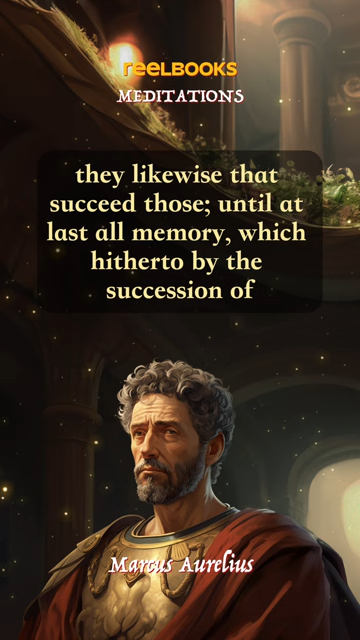 reelbooks
MEDITATIONS
they likewise that
succeed those; until at
last all memory, which
hitherto by the
succession of
Marcus Aurelius